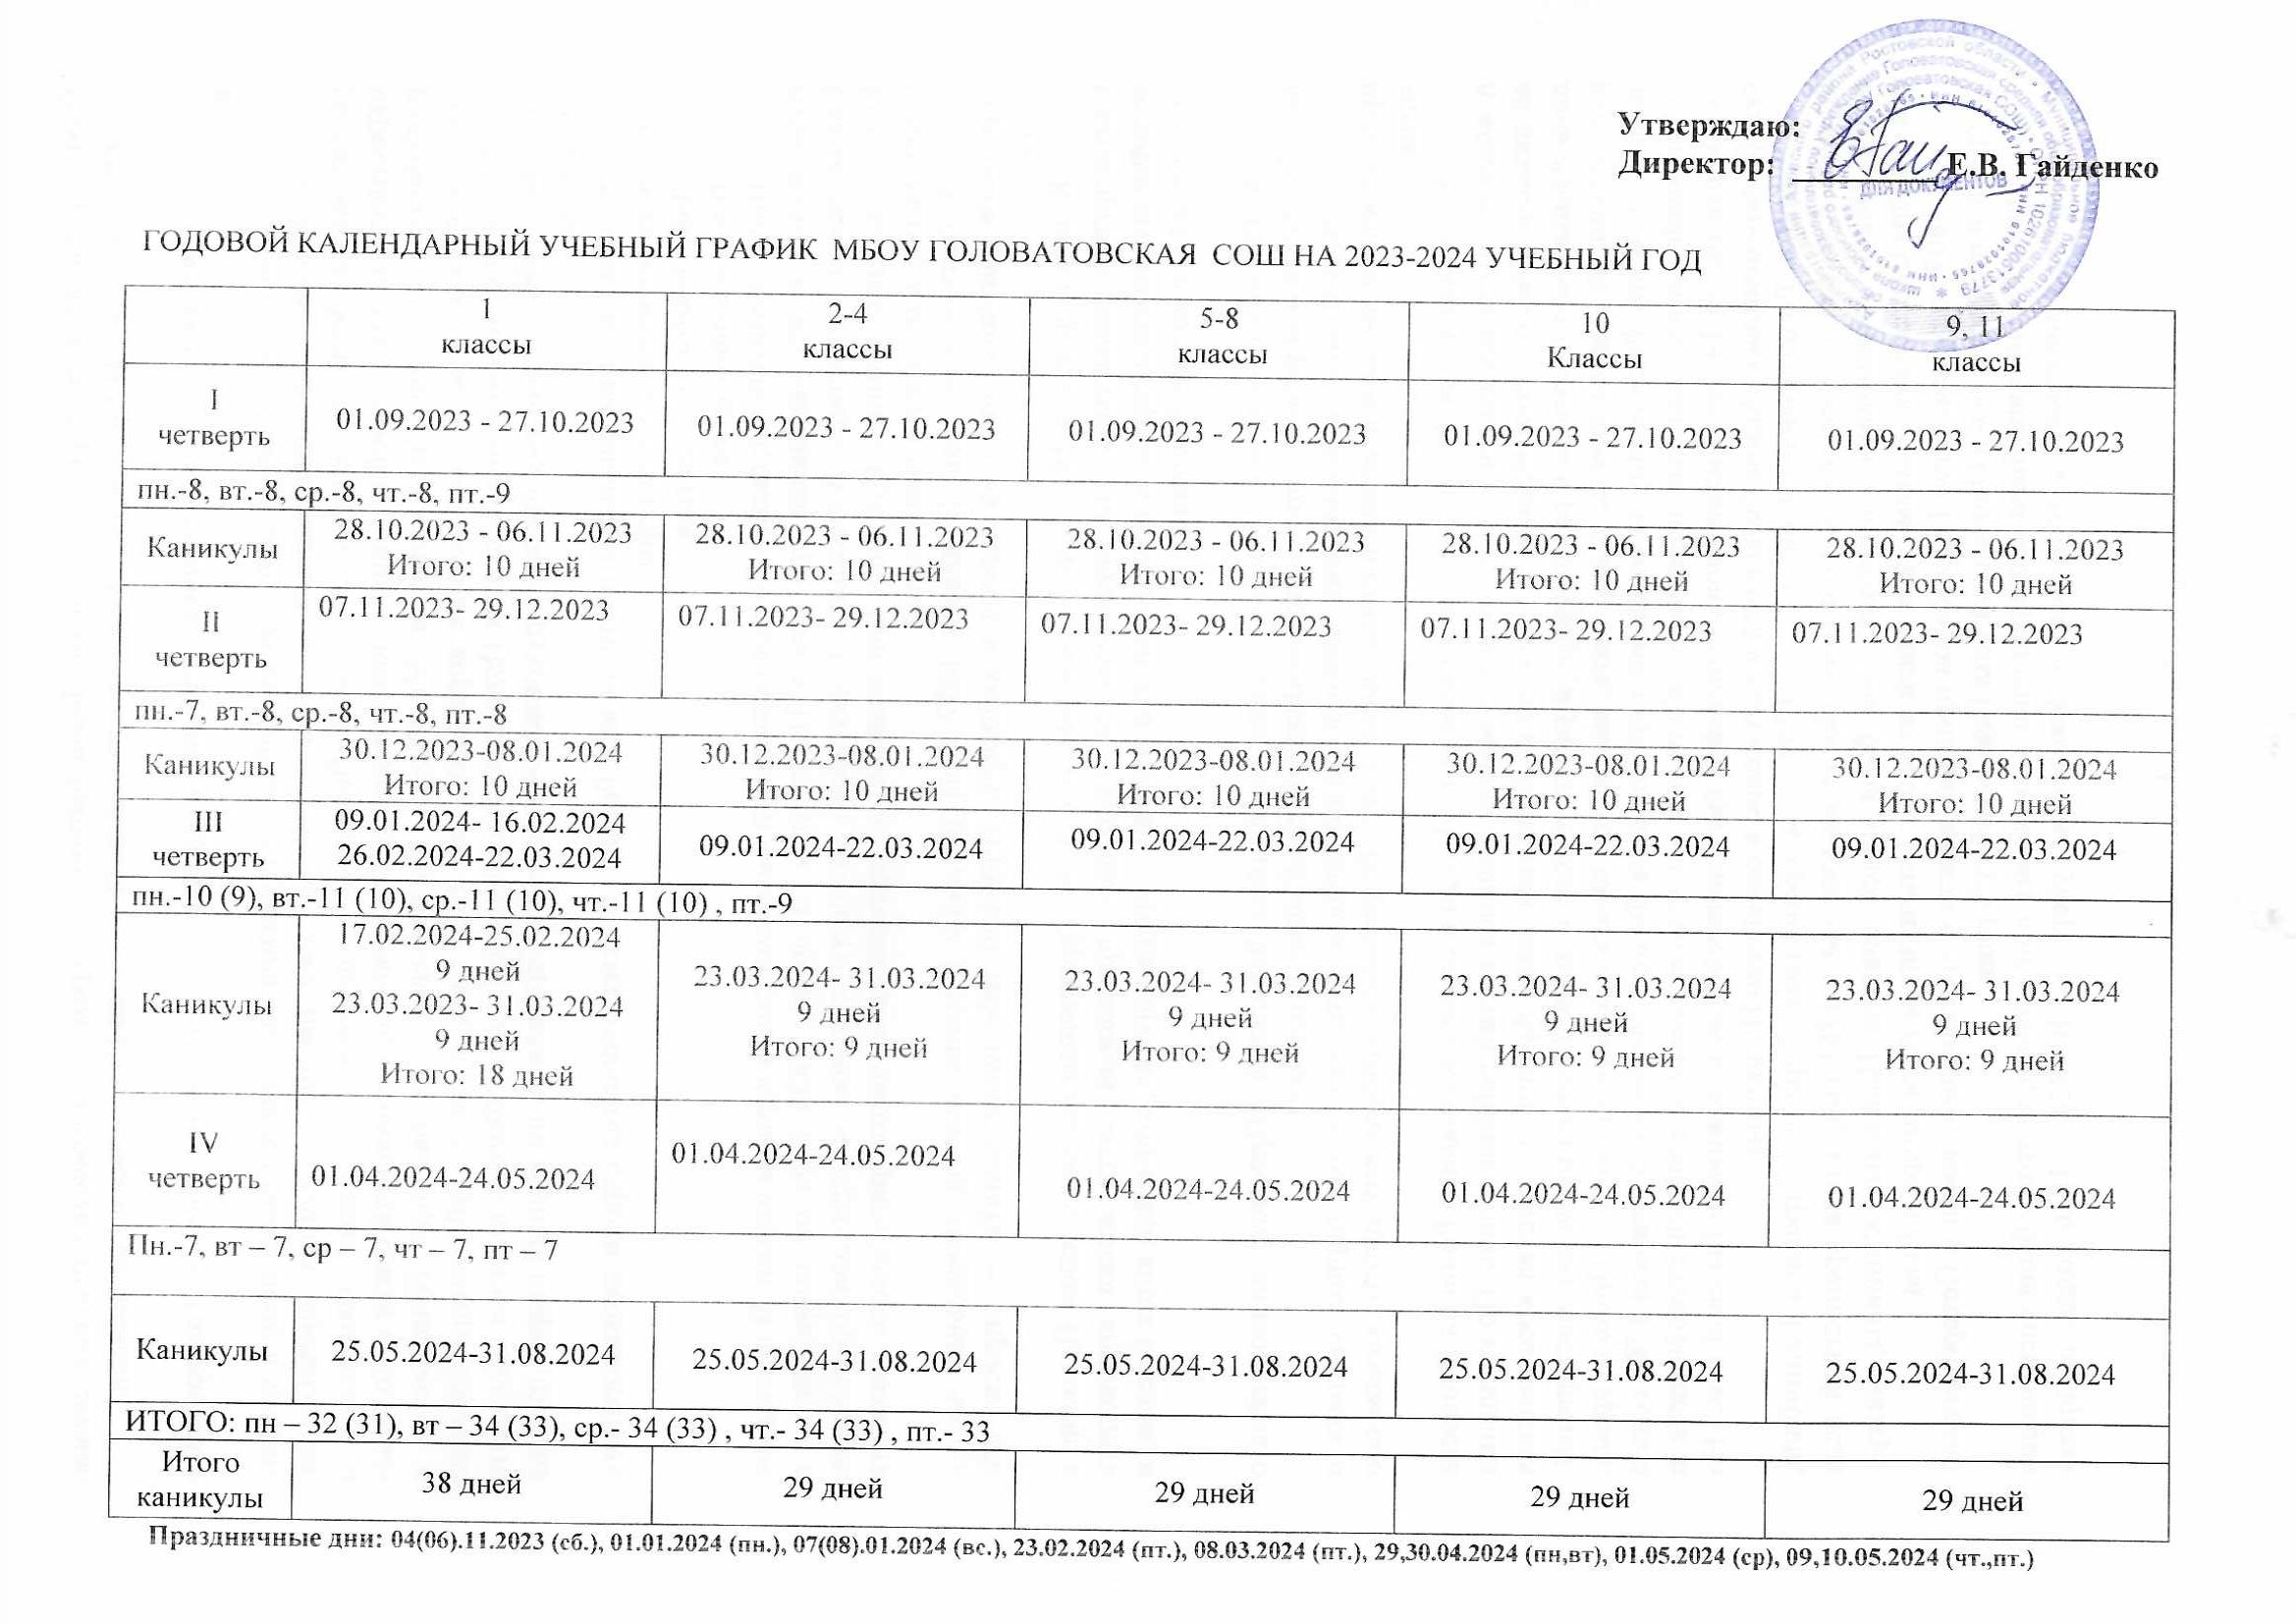 Утверждаю:
Директор: __________Е.В. Гайденко
ДЛЯ ДОКУМЕНТОВ
ГОДОВОЙ КАЛЕНДАРНЫЙ УЧЕБНЫЙ ГРАФИК МБОУ ГОЛОВАТОВСКАЯ СОШ НА 2023-2024 УЧЕБНЫЙ ГОД
1 2-4 5-8 10 9, 11
классы классы классы Классы классы
I
четверть 01.09.2023 - 27.10.2023 01.09.2023 - 27.10.2023 01.09.2023 - 27.10.2023 01.09.2023 - 27.10.2023 01.09.2023 - 27.10.2023
пн.-8, вт.-8, ср.-8, чт.-8, пт.-9
Каникулы 28.10.2023 - 06.11.2023 28.10.2023 - 06.11.2023 28.10.2023 - 06.11.2023 28.10.2023 - 06.11.2023 28.10.2023 - 06.11.2023
Итого: 10 дней Итого: 10 дней Итого: 10 дней Итого: 10 дней Итого: 10 дней
II 07.11.2023- 29.12.2023 07.11.2023- 29.12.2023 07.11.2023- 29.12.2023 07.11.2023- 29.12.2023 07.11.2023- 29.12.2023
четверть
пн.-7, вт.-8, ср.-8, чт.-8, пт.-8
Каникулы 30.12.2023-08.01.2024 30.12.2023-08.01.2024 30.12.2023-08.01.2024 30.12.2023-08.01.2024 30.12.2023-08.01.2024
Итого: 10 дней Итого: 10 дней Итого: 10 дней Итого: 10 дней Итого: 10 дней
III 09.01.2024- 16.02.2024
четверть 26.02.2024-22.03.2024 09.01.2024-22.03.2024 09.01.2024-22.03.2024 09.01.2024-22.03.2024 09.01.2024-22.03.2024
пн.-10 (9), вт.-11 (10), ср.-11 (10), чт.-11 (10) , пт.-9
17.02.2024-25.02.2024
9 дней 23.03.2024- 31.03.2024 23.03.2024- 31.03.2024 23.03.2024- 31.03.2024 23.03.2024- 31.03.2024
Каникулы 23.03.2023- 31.03.2024 9 дней 9 дней 9 дней 9 дней
9 дней Итого: 9 дней Итого: 9 дней Итого: 9 дней Итого: 9 дней
Итого: 18 дней
IV
четверть 01.04.2024-24.05.2024 01.04.2024-24.05.2024 01.04.2024-24.05.2024 01.04.2024-24.05.2024 01.04.2024-24.05.2024
Пн.-7, вт – 7, ср – 7, чт – 7, пт – 7
Каникулы 25.05.2024-31.08.2024 25.05.2024-31.08.2024 25.05.2024-31.08.2024 25.05.2024-31.08.2024 25.05.2024-31.08.2024
ИТОГО: пн – 32 (31), вт – 34 (33), ср.- 34 (33) , чт.- 34 (33) , пт.- 33
Итого
каникулы 38 дней 29 дней 29 дней 29 дней 29 дней
Праздничные дни: 04(06).11.2023 (сб.), 01.01.2024 (пн.), 07(08).01.2024 (вс.), 23.02.2024 (пт.), 08.03.2024 (пт.), 29,30.04.2024 (пн,вт), 01.05.2024 (ср), 09,10.05.2024 (чт.,пт.)